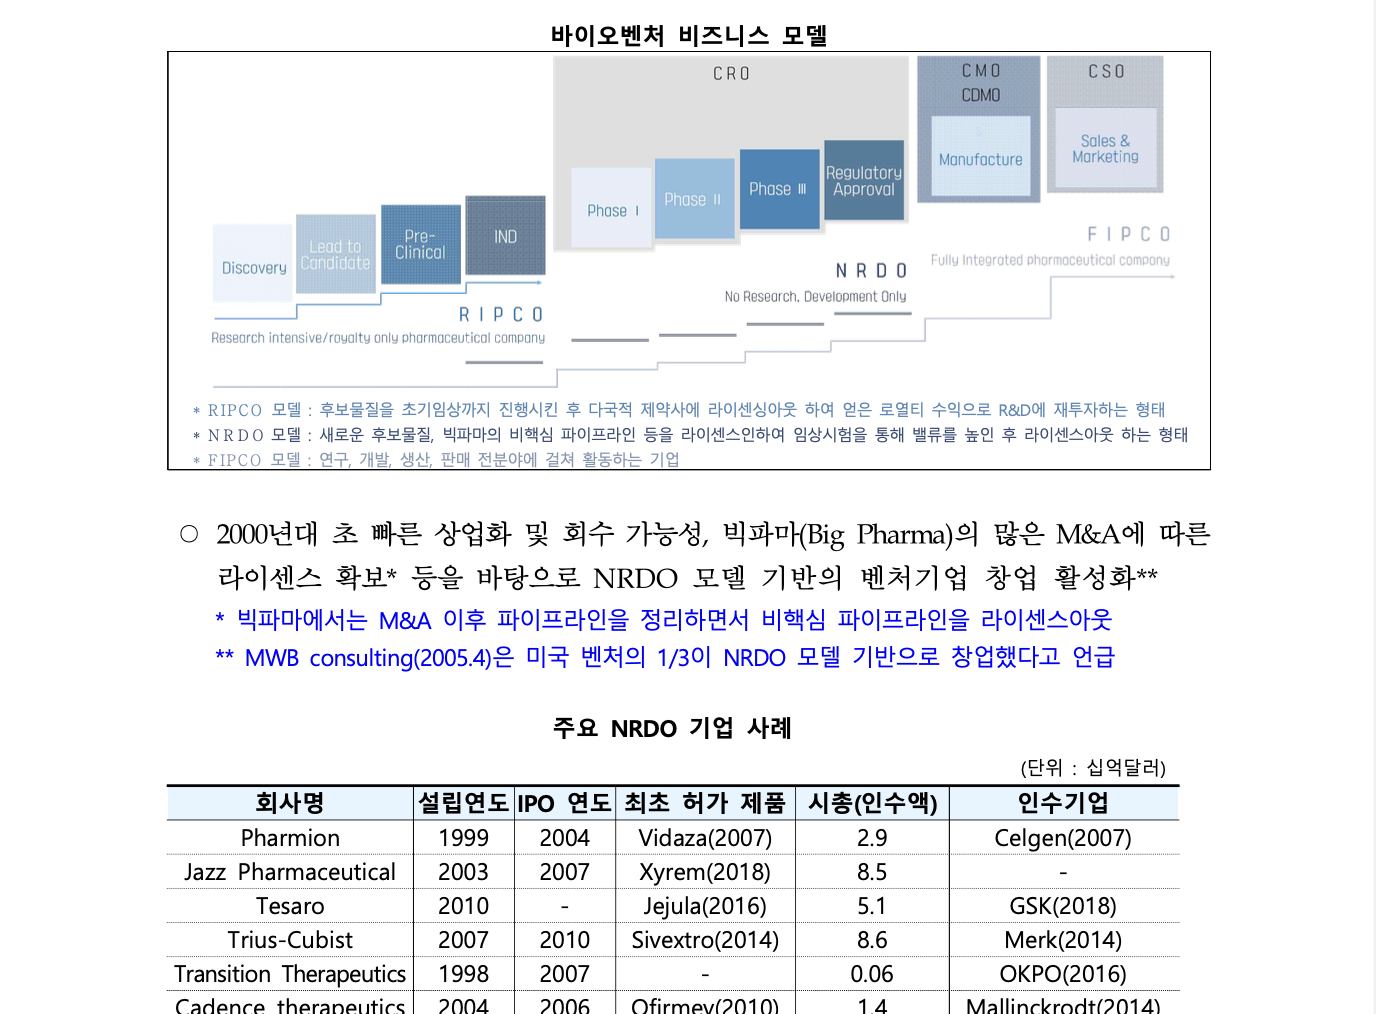 바이오벤처 비즈니스 모델
CRO
CMO
CDMO
CSO
Manufacture
Sales &
Marketing
Regulatory
Approval
Phase Ⅲ
Phase Ⅱ
Phase Ⅰ
IND
Pre-
Clinical
Lead to
Candidate
Discovery
FIPCO
Fully Integrated pharmaceutical company
NRDO
No Research, Development Only
RIPCO
Research intensive/royalty only pharmaceutical company
* RIPCO 모델 : 후보물질을 초기임상까지 진행시킨 후 다국적 제약사에 라이센싱아웃 하여 얻은 로열티 수익으로 R&D에 재투자하는 형태
* NRDO 모델 : 새로운 후보물질, 빅파마의 비핵심 파이프라인 등을 라이센스인하여 임상시험을 통해 밸류를 높인 후 라이센스아웃 하는 형태
* FIPCO 모델 : 연구, 개발, 생산, 판매 전분야에 걸쳐 활동하는 기업
○ 2000년대 초 빠른 상업화 및 회수 가능성, 빅파마(Big Pharma)의 많은 M&A에 따른
라이센스 확보* 등을 바탕으로 NRDO 모델 기반의 벤처기업 창업 활성화**
* 빅파마에서는 M&A 이후 파이프라인을 정리하면서 비핵심 파이프라인을 라이센스아웃
** MWB consulting(2005.4)은 미국 벤처의 1/3이 NRDO 모델 기반으로 창업했다고 언급
주요 NRDO 기업 사례
(단위 : 십억달러)
회사명 설립연도 IPO 연도 최초 허가 제품 시총(인수액) 인수기업
Pharmion 1999 2004 Vidaza(2007) 2.9 Celgen(2007)
Jazz Pharmaceutical 2003 2007 Xyrem(2018) 8.5 -
Tesaro 2010 - Jejula(2016) 5.1 GSK(2018)
Trius-Cubist 2007 2010 Sivextro(2014) 8.6 Merk(2014)
Transition Therapeutics 1998 2007 - 0.06 OKPO(2016)
Cadence therapeutics 2004 2006 Ofirmev(2010) 1.4 Mallinckrodt(2014)